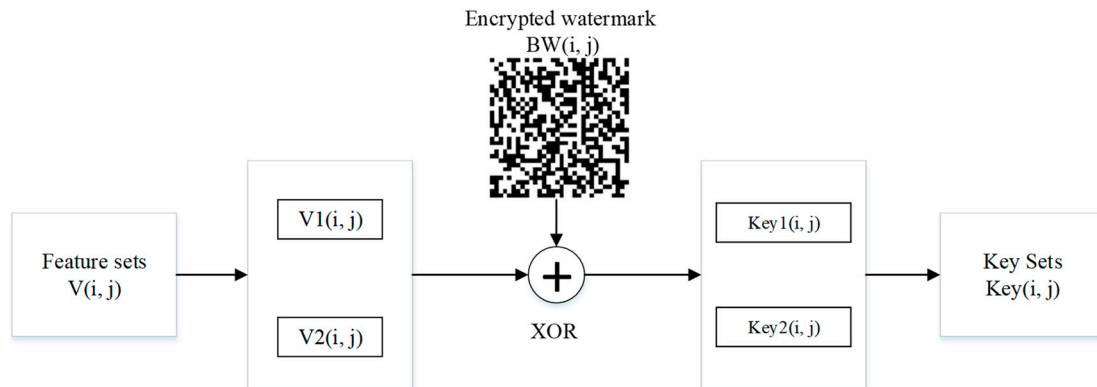 Encrypted watermark
BW(i, j)
Feature sets
V(i, j)
V1(i, j)
V2(i, j)
XOR
Key1(i, j)
Key2(i, j)
Key Sets
Key(i, j)